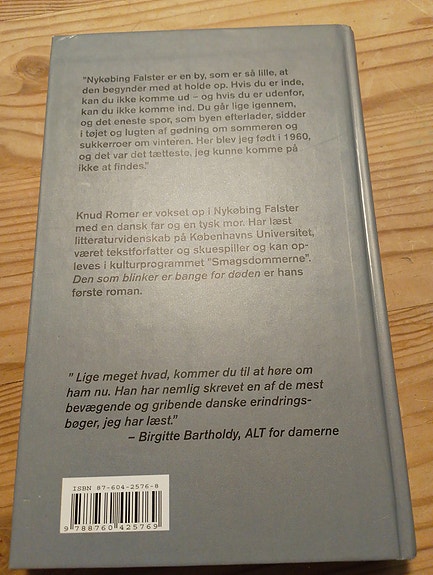 "Nykøbing Falster er en by, som er så lille, at
den begynder med at holde op. Hvis du er inde,
kan du ikke komme ud – og hvis du er udenfor,
kan du ikke komme ind. Du går lige igennem,
og det eneste spor, som byen efterlader, sidder
i tøjet og lugten af gødning om sommeren og
sukkerroer om vinteren. Her blev jeg født i 1960,
og det var det tætteste, jeg kunne komme på
ikke at findes."
Knud Romer er vokset op i Nykøbing Falster
med en dansk far og en tysk mor. Har læst
litteraturvidenskab på Københavns Universitet,
været tekstforfatter og skuespiller og kan op-
leves i kulturprogrammet "Smagsdommerne".
Den som blinker er bange for døden er hans
første roman.
" Lige meget hvad, kommer du til at høre om
ham nu. Han har nemlig skrevet en af de mest
bevægende og gribende danske erindrings-
bøger, jeg har læst."
– Birgitte Bartholdy, ALT for damerne
ISBN 87-604-2576-8
9 788760 425769